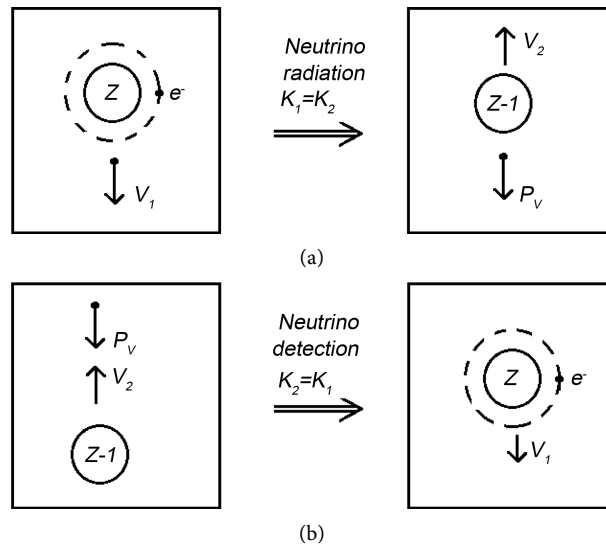 Z
e-
V1
Neutrino
radiation
K1=K2
V2
Z-1
PV
(a)
PV
V2
Z-1
Neutrino
detection
K2=K1
Z
e-
V1
(b)